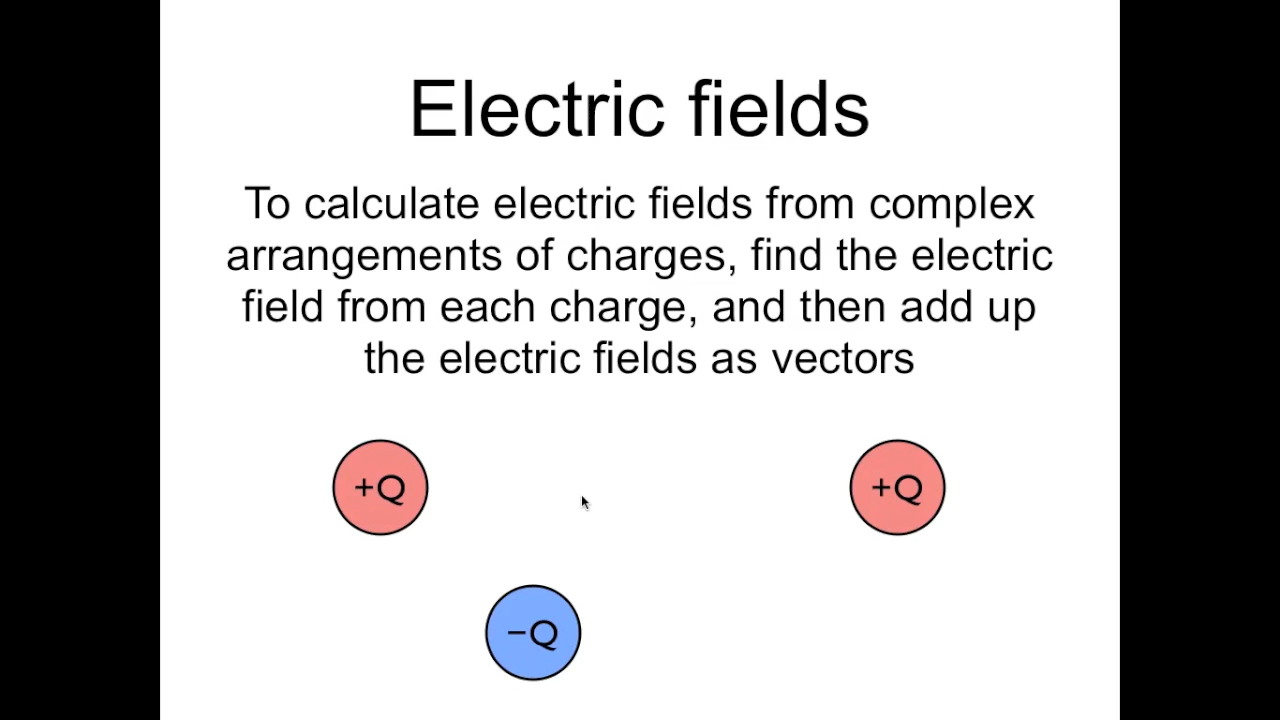 Electric fields
To calculate electric fields from complex
arrangements of charges, find the electric
field from each charge, and then add up
the electric fields as vectors
+Q
+Q
−Q